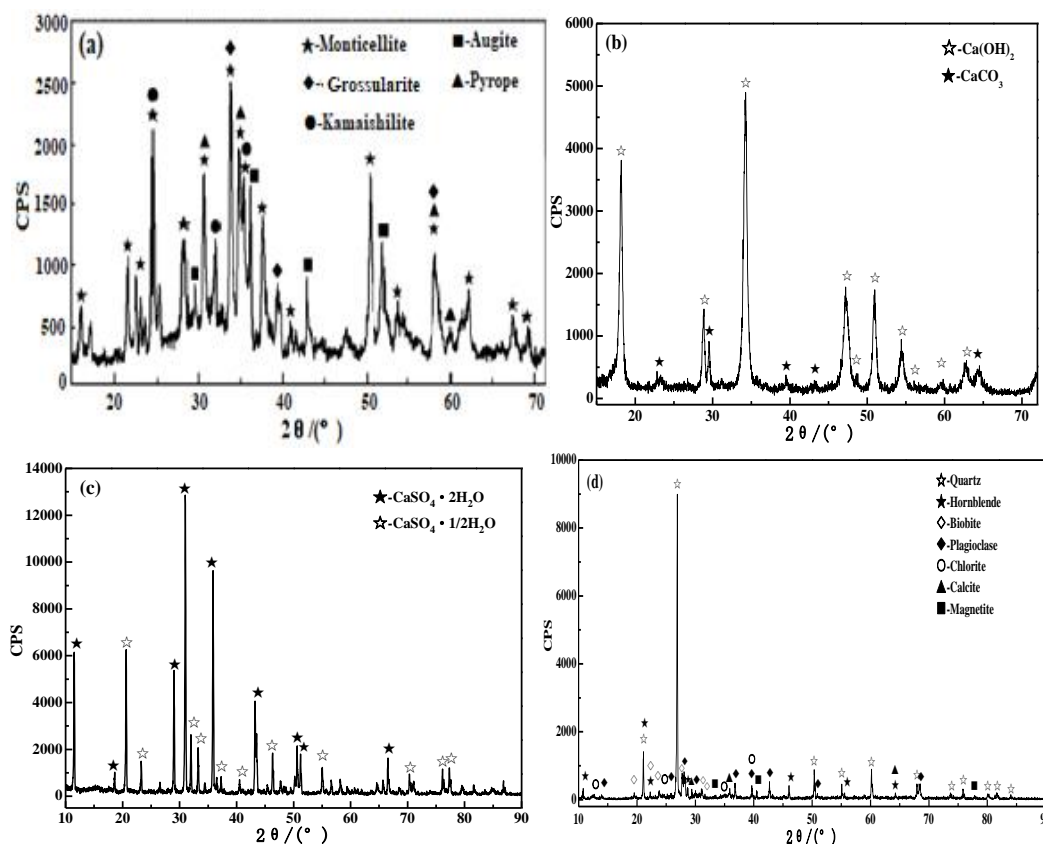 (a)
★-Monticellite
■-Augite
◆-Grossularite
▲-Pyrope
●-Kamaishilite
3000
2500
2000
1500
1000
500
0
CPS
20 30 40 50 60 70
2θ/(°)
(b)
☆-Ca(OH)2
★-CaCO3
6000
5000
4000
3000
2000
1000
0
CPS
20 30 40 50 60 70
2θ/(°)
(c)
★-CaSO4•2H2O
☆-CaSO4•1/2H2O
14000
12000
10000
8000
6000
4000
2000
0
CPS
10 20 30 40 50 60 70 80 90
2θ/(°)
(d)
☆-Quartz
★-Hornblende
◇-Biobite
◆-Plagioclase
○-Chlorite
▲-Calcite
■-Magnetite
10000
8000
6000
4000
2000
0
CPS
10 20 30 40 50 60 70 80 90
2θ/(°)